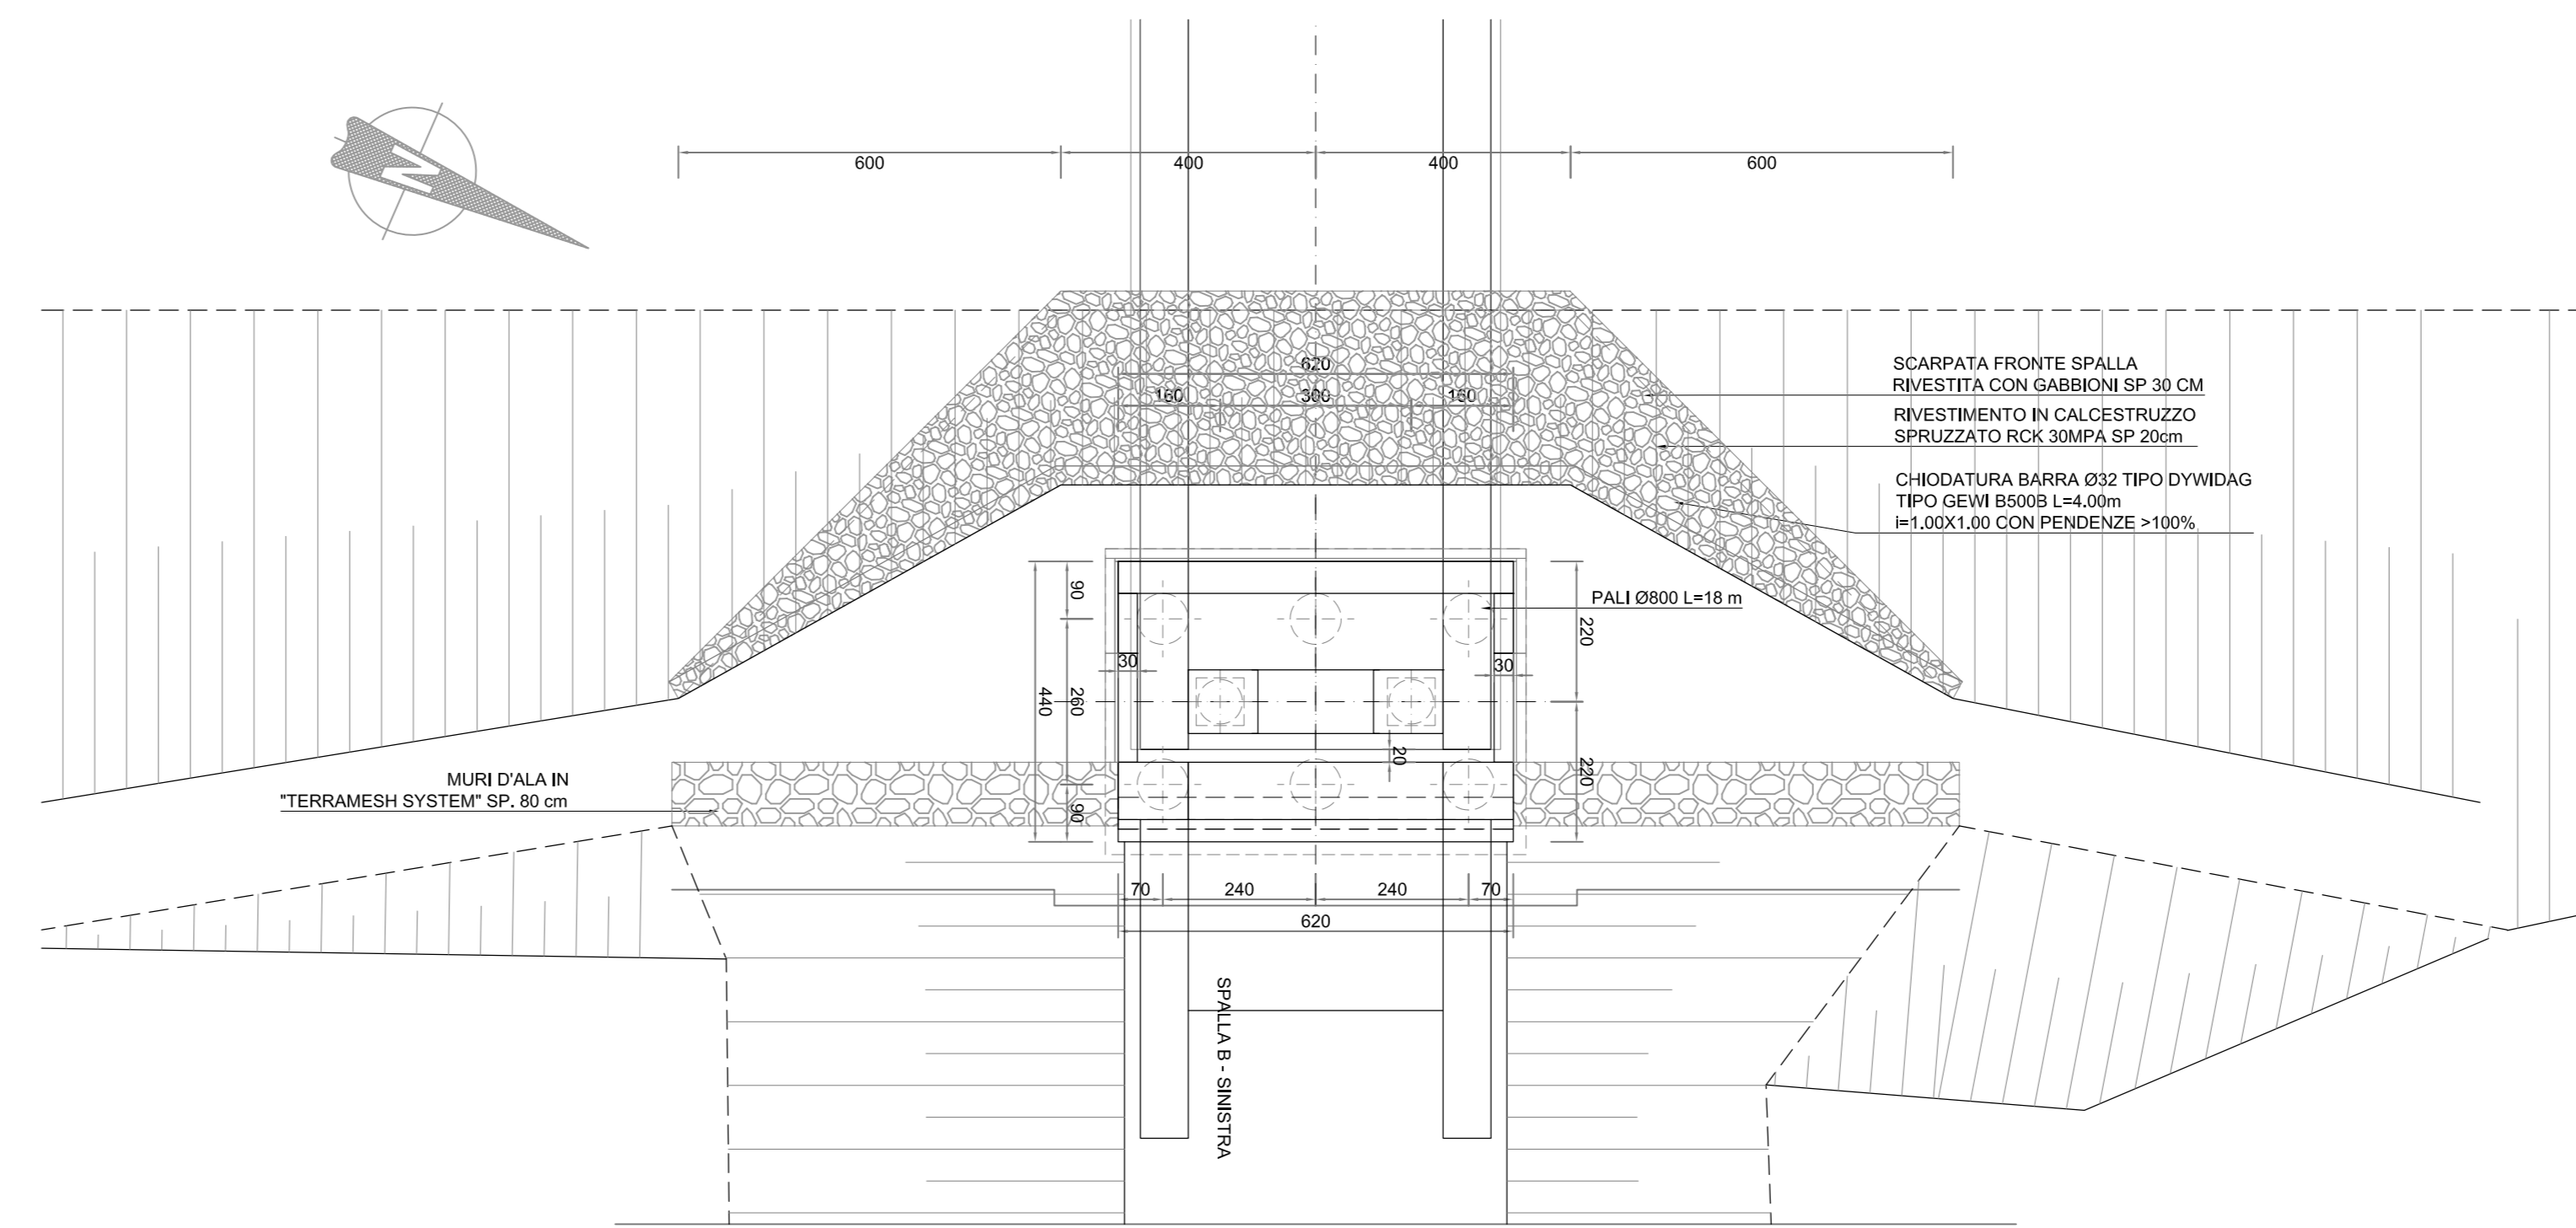 N
600
400
400
600
620
160
300
160
SCARPATA FRONTE SPALLA
RIVESTITA CON GABBIONI SP 30 CM
RIVESTIMENTO IN CALCESTRUZZO
SPRUZZATO RCK 30MPA SP 20cm
CHIODATURA BARRA Ø32 TIPO DYWIDAG
TIPO GEWI B500B L=4.00m
i=1.00X1.00 CON PENDENZE >100%
PALI Ø800 L=18 m
90
220
30
30
440
260
20
220
MURI D'ALA IN
"TERRAMESH SYSTEM" SP. 80 cm
90
70
240
240
70
620
SPALLA B - SINISTRA